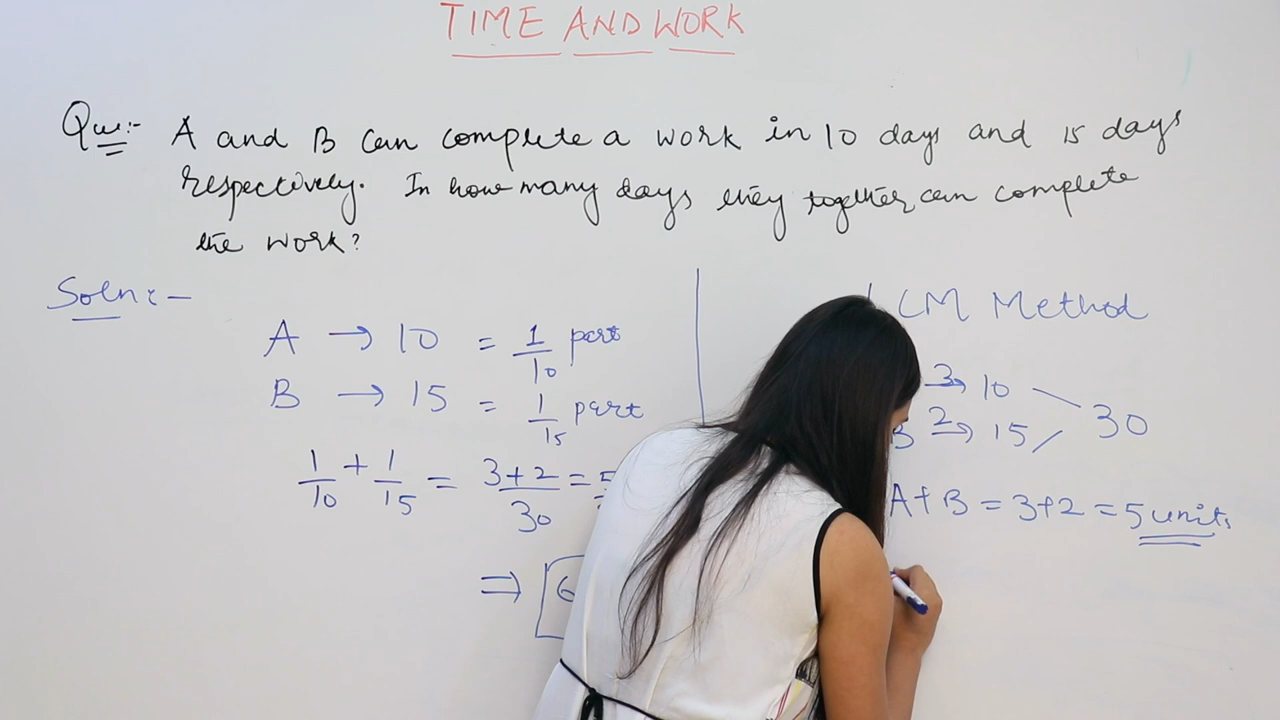 TIME AND WORK
Que:- A and B can complete a work in 10 days and 15 days
respectively. In how many days they together can complete
the work?
Soln:-
A → 10 = 1/10 part
B → 15 = 1/15 part
1/10 + 1/15 = 3+2/30 = 5
⇒ 6
LCM Method
3→ 10
B 2→ 15 30
A+B = 3+2 = 5 units